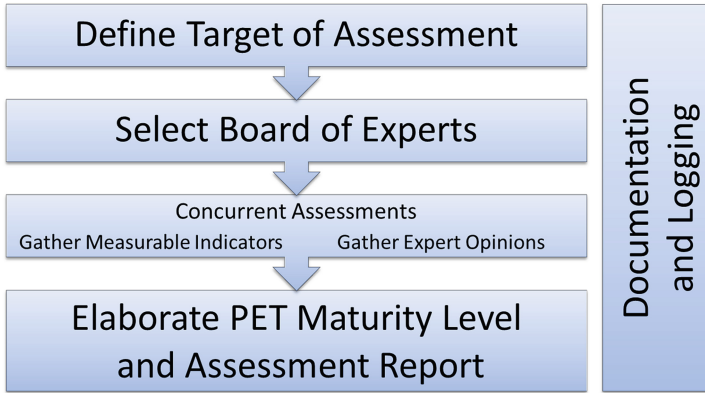 Define Target of Assessment
Select Board of Experts
Concurrent Assessments
Gather Measurable Indicators Gather Expert Opinions
Elaborate PET Maturity Level
and Assessment Report
Documentation
and Logging